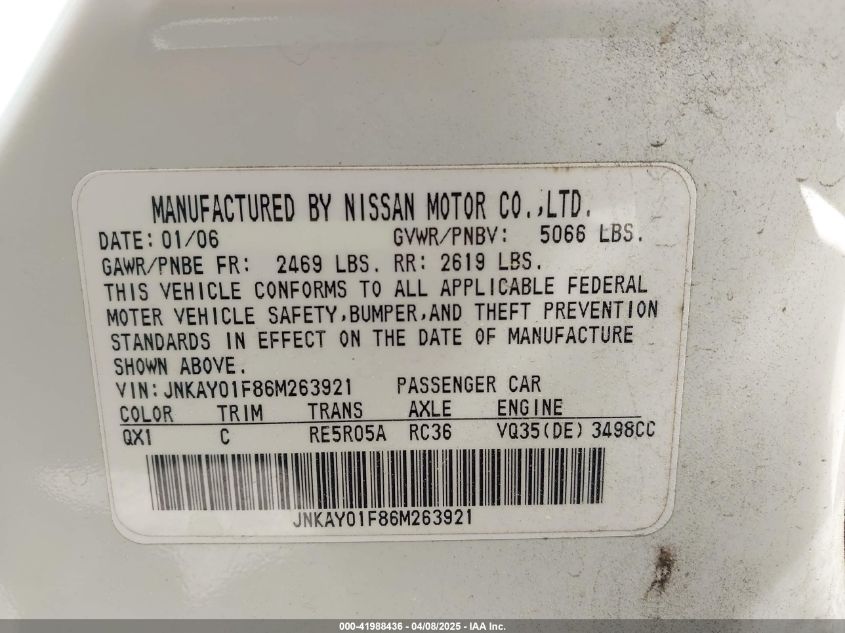 MANUFACTURED BY NISSAN MOTOR CO.,LTD.
DATE: 01/06 GVWR/PNBV: 5066 LBS.
GAWR/PNBE FR: 2469 LBS. RR: 2619 LBS.
THIS VEHICLE CONFORMS TO ALL APPLICABLE FEDERAL
MOTER VEHICLE SAFETY,BUMPER,AND THEFT PREVENTION
STANDARDS IN EFFECT ON THE DATE OF MANUFACTURE
SHOWN ABOVE.
VIN: JNKAY01F86M263921 PASSENGER CAR
COLOR TRIM TRANS AXLE ENGINE
QX1 C RE5R05A RC36 VQ35(DE) 3498CC
JNKAY01F86M263921
000-41988436 - 04/08/2025 - IAA Inc.